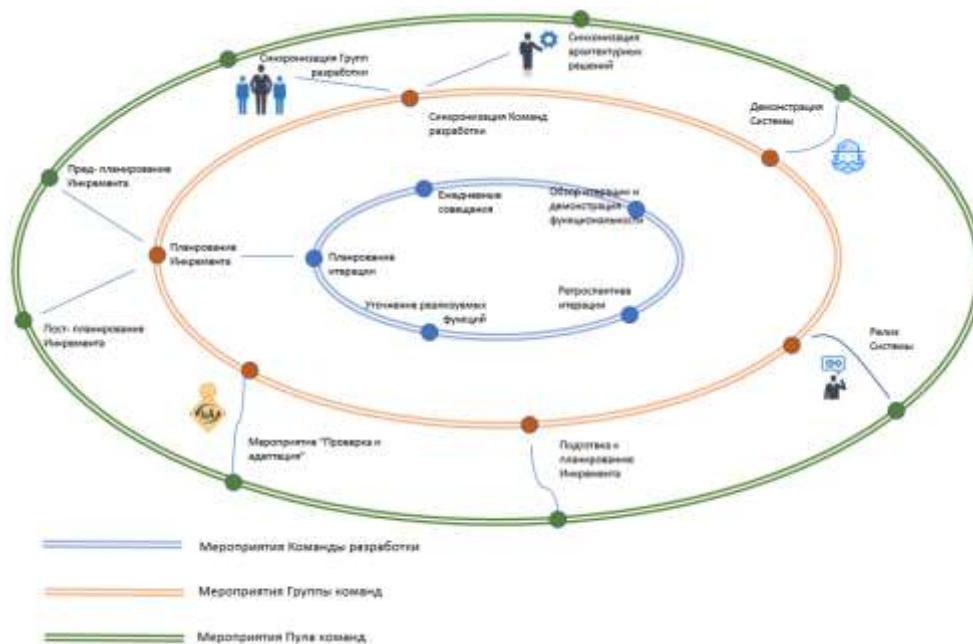 Синхронизация Групп
разработки
Синхронизация
архитектурных
решений
Синхронизация Команд
разработки
Демонстрация
Системы
Пред- планирование
Инкремента
Ежедневные
совещания
Обзор итерации и
демонстрация
функциональности
Планирование
Инкремента
Планирование
итерации
Уточнение реализуемых
функций
Ретроспектива
итерации
Пост- планирование
Инкремента
Релиз
Системы
Мероприятие "Проверка и
адаптация"
Подготовка и
планирование
Инкремента
Мероприятия Команды разработки
Мероприятия Группы команд
Мероприятия Пула команд